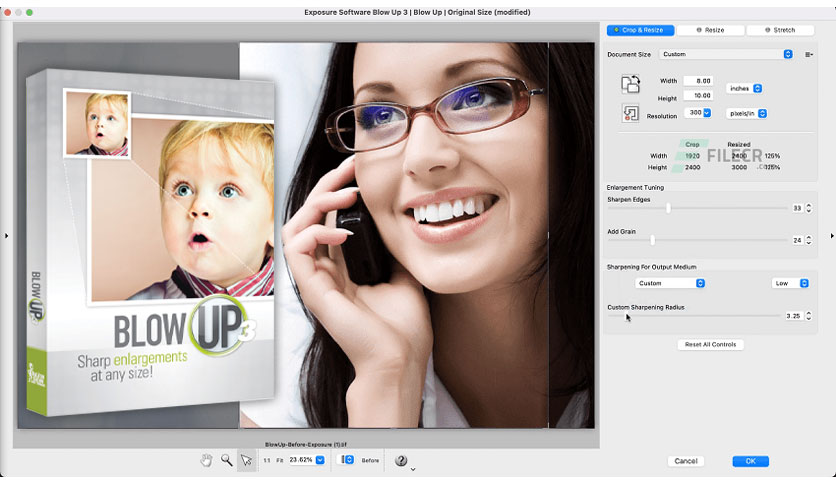 Exposure Software Blow Up 3 | Blow Up | Original Size (modified)
Crop & Resize
Resize
Stretch
Document Size
Custom
Width
8.00
Height
10.00
inches
Resolution
300
pixels/in
Crop
Resized
Width
1920
2400
125%
Height
2400
3000
125%
FILECR
.com
Enlargement Tuning
Sharpen Edges
33
Add Grain
24
Sharpening For Output Medium
Custom
Low
Custom Sharpening Radius
3.25
Reset All Controls
BLOW UP 3
Sharp enlargements
at any size!
BLOW UP
BlowUp-Before-Exposure (1).tif
1:1
Fit
23.62%
Before
?
Cancel
OK